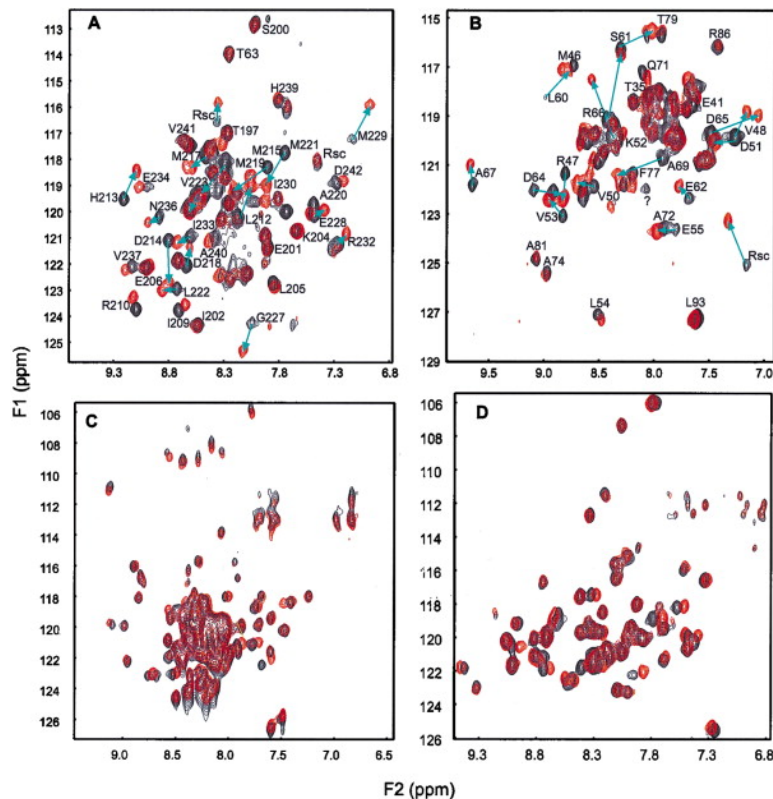 A
S200
T63
H239
Rsc
V241
T197
M221
M215
M229
M217
M219
Rsc
E234
V223
I230
D242
H213
A220
N236
L212
E228
I233
K204
D214
R232
V237
A240
E201
D218
E206
L222
L205
R210
I209
I202
G227
113
114
115
116
117
118
119
120
121
122
123
124
125
9.3
8.8
8.3
7.8
7.3
6.8
B
T79
S61
R86
M46
Q71
L60
T35
E41
R66
D65
V48
K52
D51
A67
R47
A69
D64
F77
V50
E62
?
V53
A72
E55
A81
Rsc
A74
L54
L93
115
117
119
121
123
125
127
129
9.5
9.0
8.5
8.0
7.5
7.0
F1 (ppm)
C
106
108
110
112
114
116
118
120
122
124
126
9.0
8.5
8.0
7.5
7.0
D
106
108
110
112
114
116
118
120
122
124
126
9.3
8.8
8.3
7.8
7.3
6.8
F2 (ppm)